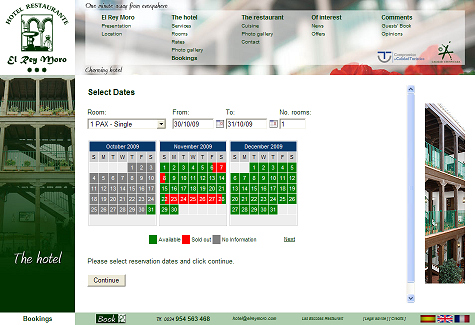 HOTEL RESTAURANTE
El Rey Moro
One minute away from everywhere
El Rey Moro
Presentation
Location
The hotel
Services
Rooms
Rates
Photo gallery
Bookings
The restaurant
Cuisine
Photo gallery
Contact
Of interest
News
Offers
Comments
Guests' Book
Opinions
Charming hotel
Select Dates
Room: From: To: No. rooms:
1 PAX - Single 30/10/09 31/10/09 1
October 2009 November 2009 December 2009
S M T W T F S S M T W T F S S M T W T F S
1 2 3 1 2 3 4 5 6 7 1 2 3 4 5
4 5 6 7 8 9 10 8 9 10 11 12 13 14 6 7 8 9 10 11 12
11 12 13 14 15 16 17 15 16 17 18 19 20 21 13 14 15 16 17 18 19
18 19 20 21 22 23 24 22 23 24 25 26 27 28 20 21 22 23 24 25 26
25 26 27 28 29 30 31 29 30 27 28 29 30 31
Available Sold out No Information Next
Please select reservation dates and click continue.
Continue
The hotel
Bookings
Book
Tlf. 0034 954 563 468
hotel@elreymoro.com
Las Escobas Restaurant
[Legal advise] [Credits]